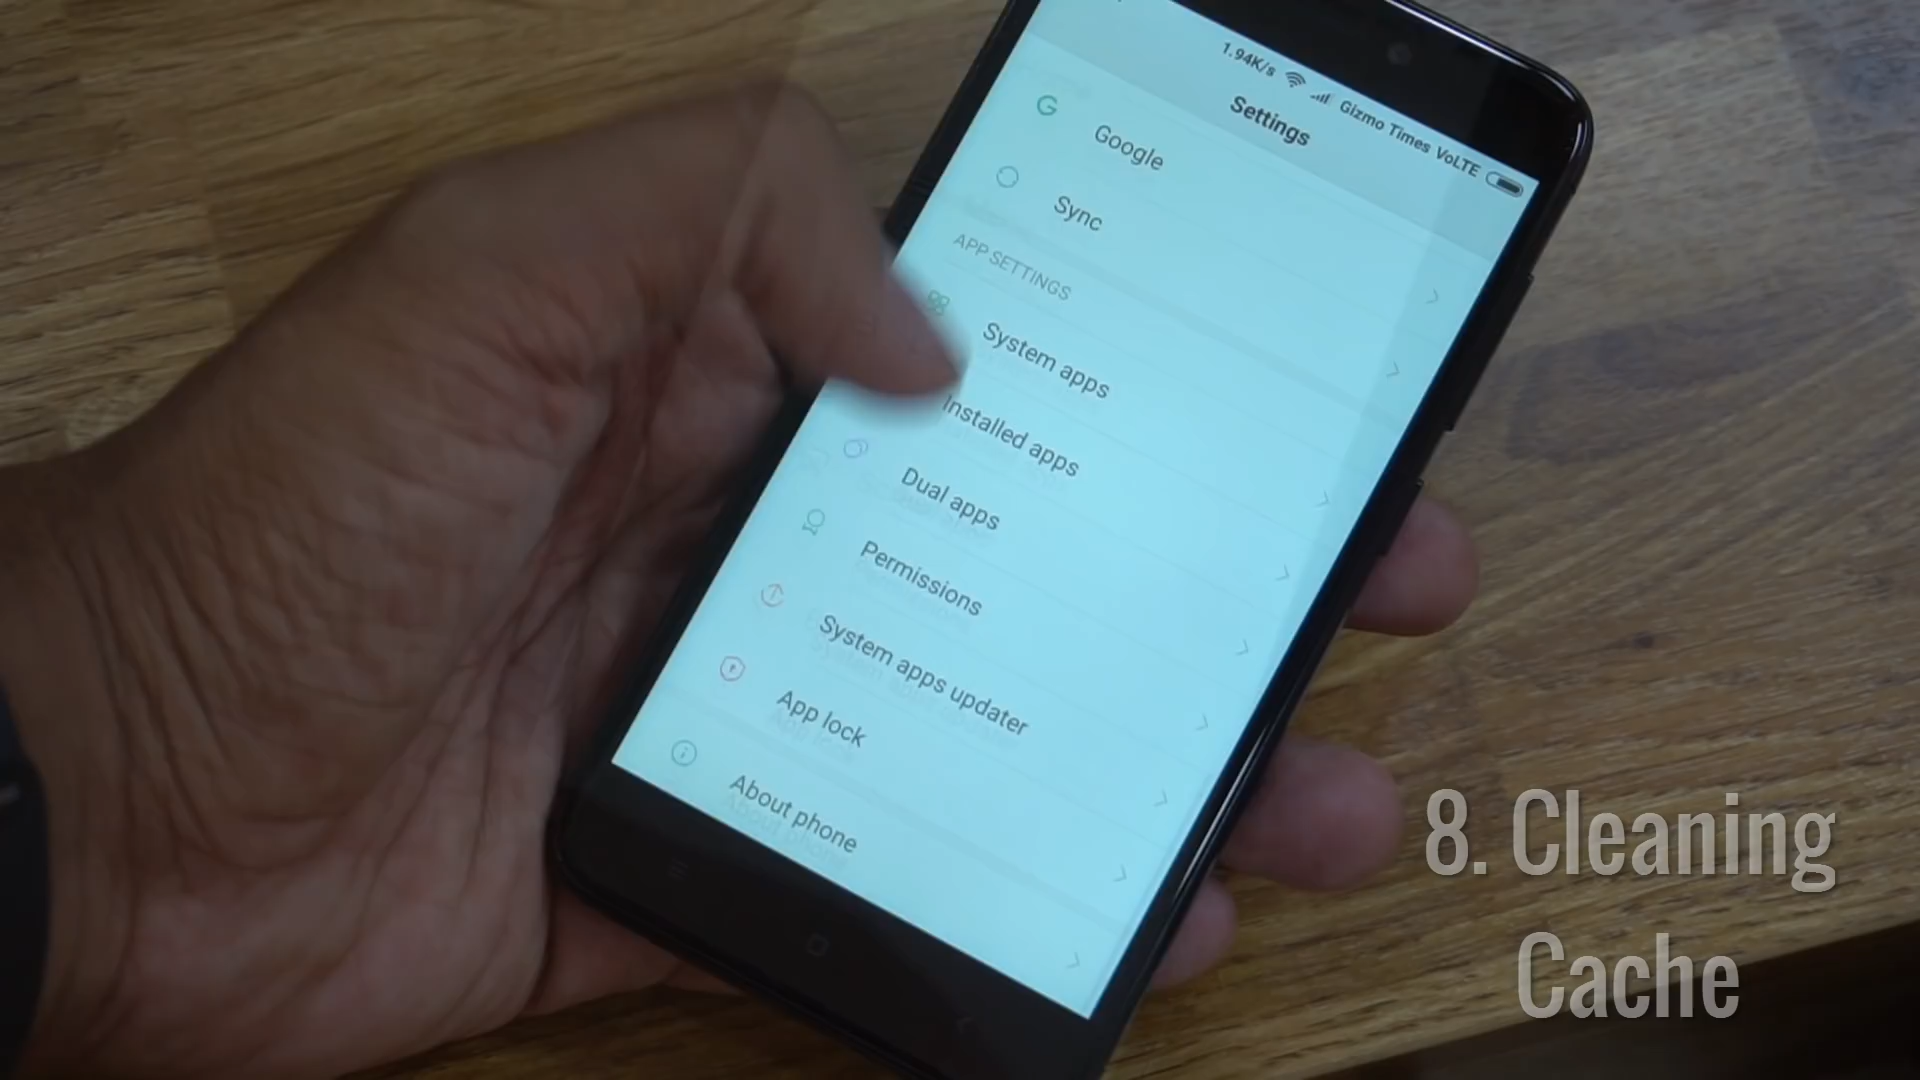 1.94K/s Gizmo Times VoLTE
Settings
Google
Sync
APP SETTINGS
System apps
Installed apps
Dual apps
Permissions
System apps updater
App lock
About phone
8. Cleaning
Cache